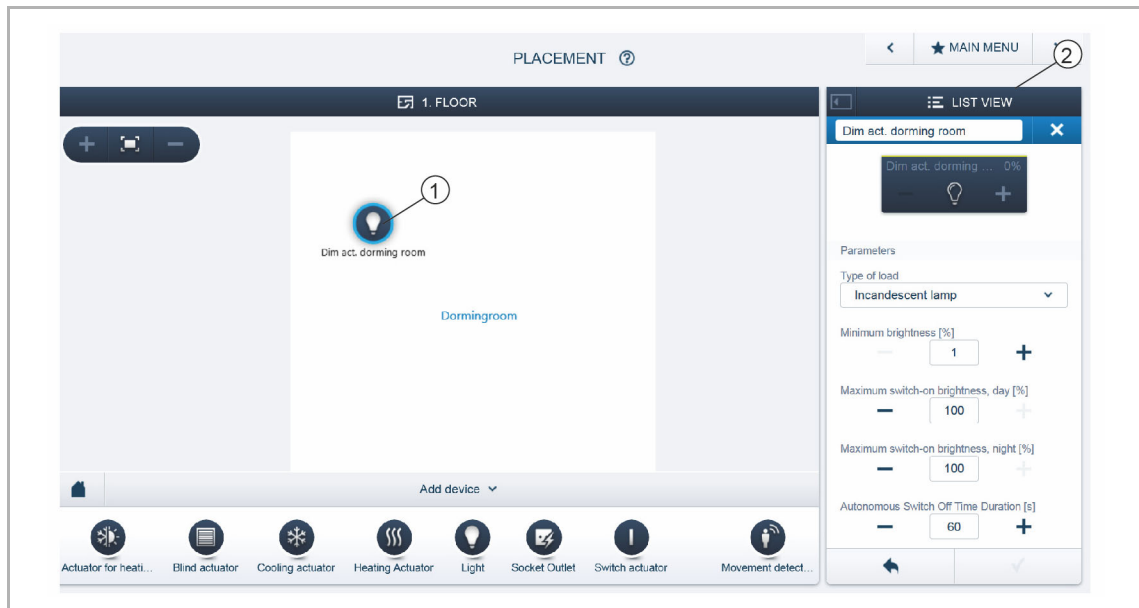 PLACEMENT ?
MAIN MENU
2
1. FLOOR
LIST VIEW
Dim act. dorming room
Dim act. dorming ... 0%
1
Dim act. dorming room
Dormingroom
Parameters
Type of load
Incandescent lamp
Minimum brightness [%]
1
Maximum switch-on brightness, day [%]
100
Maximum switch-on brightness, night [%]
100
Autonomous Switch Off Time Duration [s]
60
Add device
Actuator for heati... Blind actuator Cooling actuator Heating Actuator Light Socket Outlet Switch actuator Movement detect...